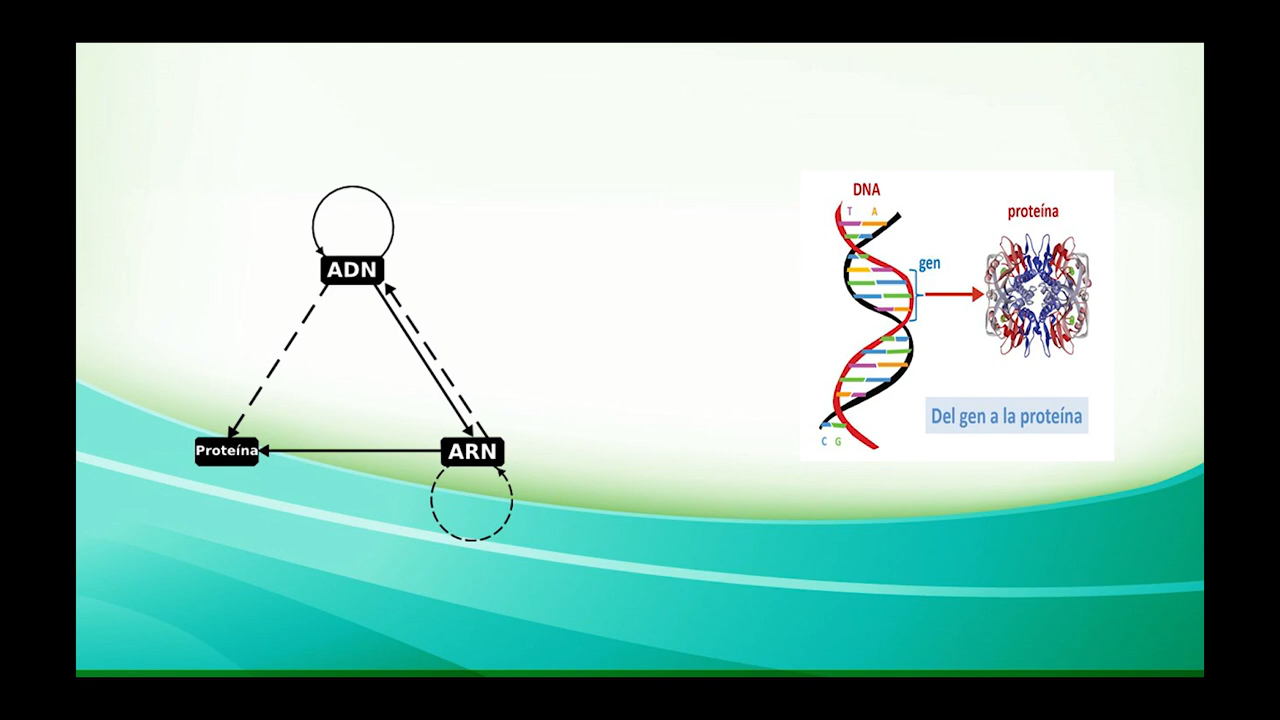 ADN
Proteína
ARN
DNA
T A
proteína
gen
Del gen a la proteína
C G